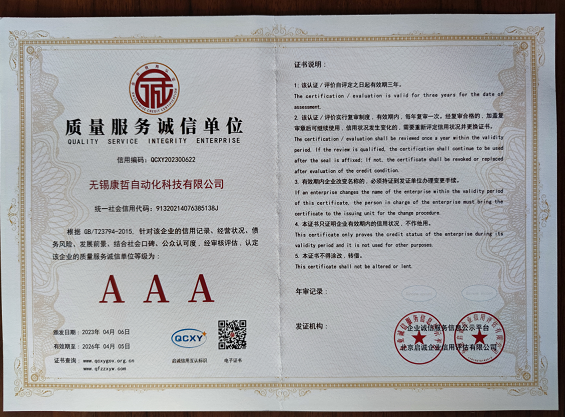 质量服务诚信单位
QUALITY SERVICE INTEGRITY ENTERPRISE
信用编码：QCXY202300622
无锡康哲自动化科技有限公司
统一社会信用代码：91320214076385138J
根据 GB/T23794-2015，针对该企业的信用记录、经营状况、债
务风险、发展前景、结合社会口碑、公众认可度，经审核评估，认定
该企业的质量服务诚信单位等级为：
AAA
颁发日期：2023年 04月 06日
有效期至：2026年 04月 05日
证书查询：www.qcxygov.org.cn
www.qfzzxyw.com
QCXY
启诚信用互认标识
电子证书
证书说明：
1：该认证／评价自评定之日起有效期三年。
The certification / evaluation is valid for three years for the date of
assessment.
2：该认证／评价实行复审制度，有效期内，每年复审一次。经复审合格的，加盖复
审章后可继续使用，信用状况发生变化的，需要重新评定信用状况并更换证书。
The certification / evaluation shall be reviewed once a year within the validity
period. If the review is qualified, the certification shall continue to be used
after the seal is affixed; If not, the certificate shall be revoked or replaced
after evaluation of the credit condition.
3．有效期内企业改变名称的，必须持证到发证单位办理变更手续。
If an enterprise changes the name of the enterprise within the validity period
of this certificate, the person in charge of the enterprise must bring the
certificate to the issuing unit for the change procedure.
4．本证书只证明企业有效期内的信用状况，不作他用。
This certificate only proves the credit status of the enterprise during its
validity period and it is not used for other purposes.
5．本证书不得涂改、转借。
This certificate shall not be altered or lent.
年审记录：
发证机构：
企业诚信服务信息公示平台
北京启诚企业信用评估有限公司